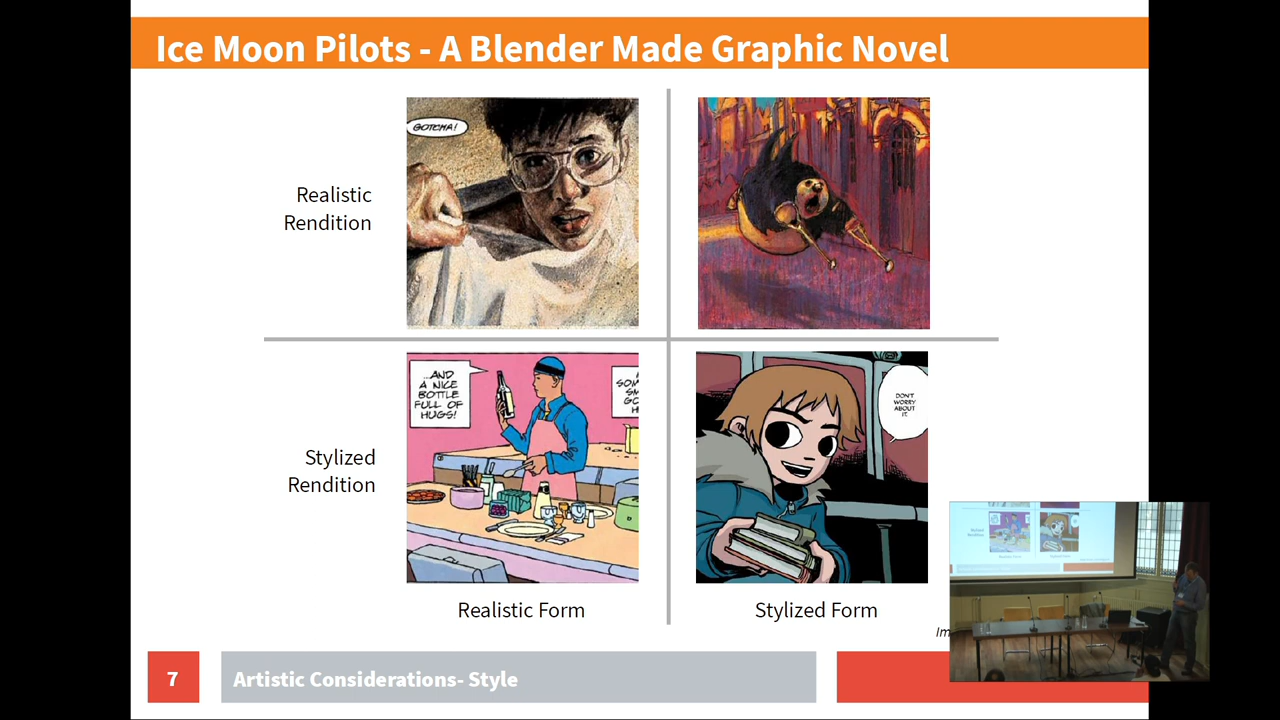 Ice Moon Pilots - A Blender Made Graphic Novel
GOTCHA!
Realistic
Rendition
...AND
A NICE
BOTTLE
FULL OF
HUGS!
DON'T
WORRY
ABOUT
IT.
Stylized
Rendition
Realistic Form
Stylized Form
7
Artistic Considerations- Style